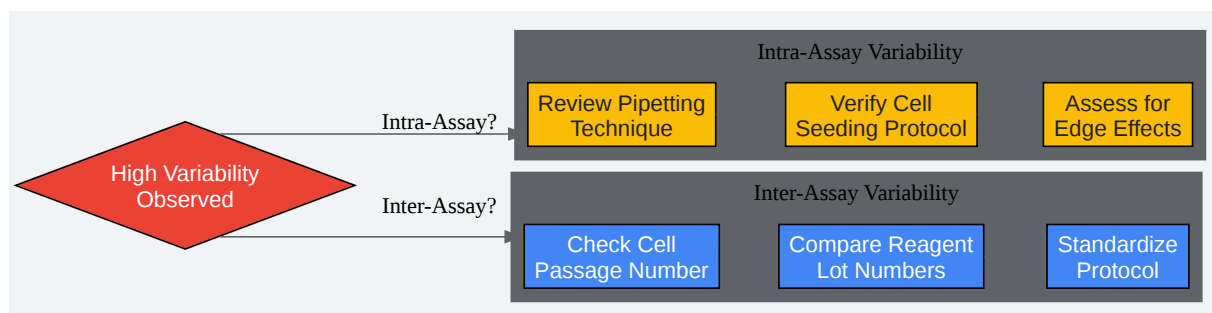 High Variability
Observed
Intra-Assay?
Inter-Assay?
Intra-Assay Variability
Review Pipetting
Technique
Verify Cell
Seeding Protocol
Assess for
Edge Effects
Inter-Assay Variability
Check Cell
Passage Number
Compare Reagent
Lot Numbers
Standardize
Protocol